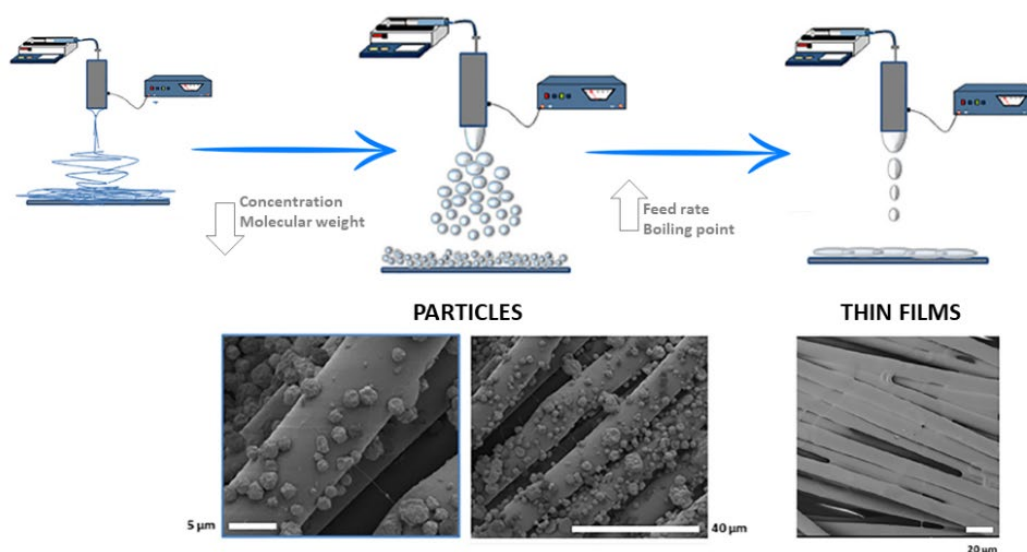 Concentration
Molecular weight
Feed rate
Boiling point
PARTICLES
THIN FILMS
5 μm
40 μm
20 μm